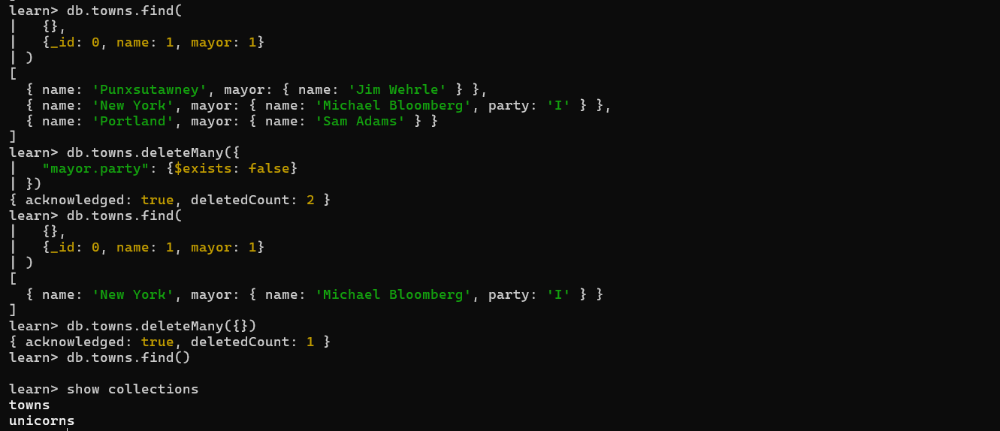 learn> db.towns.find(
|   {},
|   {_id: 0, name: 1, mayor: 1}
| )
[
  { name: 'Punxsutawney', mayor: { name: 'Jim Wehrle' } },
  { name: 'New York', mayor: { name: 'Michael Bloomberg', party: 'I' } },
  { name: 'Portland', mayor: { name: 'Sam Adams' } }
]
learn> db.towns.deleteMany({
|   "mayor.party": {$exists: false}
| })
{ acknowledged: true, deletedCount: 2 }
learn> db.towns.find(
|   {},
|   {_id: 0, name: 1, mayor: 1}
| )
[
  { name: 'New York', mayor: { name: 'Michael Bloomberg', party: 'I' } }
]
learn> db.towns.deleteMany({})
{ acknowledged: true, deletedCount: 1 }
learn> db.towns.find()

learn> show collections
towns
unicorns